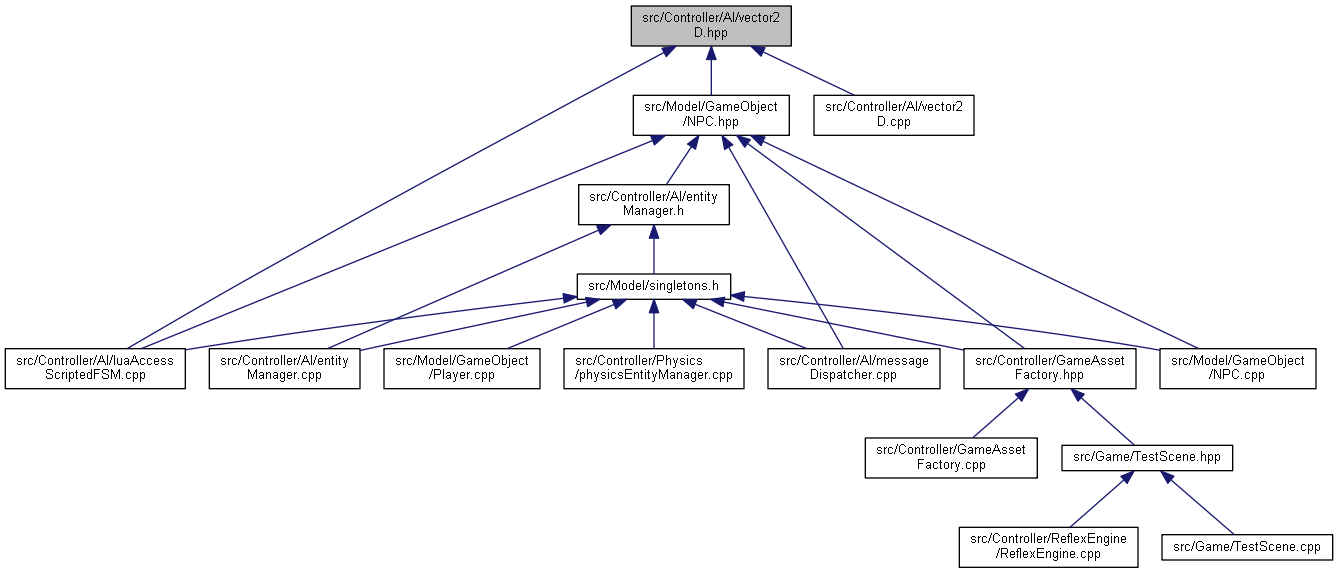 src/Controller/AI/vector2
D.hpp
src/Model/GameObject
/NPC.hpp
src/Controller/AI/vector2
D.cpp
src/Controller/AI/entity
Manager.h
src/Model/singletons.h
src/Controller/AI/luaAccess
ScriptedFSM.cpp
src/Controller/AI/entity
Manager.cpp
src/Model/GameObject
/Player.cpp
src/Controller/Physics
/physicsEntityManager.cpp
src/Controller/AI/message
Dispatcher.cpp
src/Controller/GameAsset
Factory.hpp
src/Model/GameObject
/NPC.cpp
src/Controller/GameAsset
Factory.cpp
src/Game/TestScene.hpp
src/Controller/ReflexEngine
/ReflexEngine.cpp
src/Game/TestScene.cpp